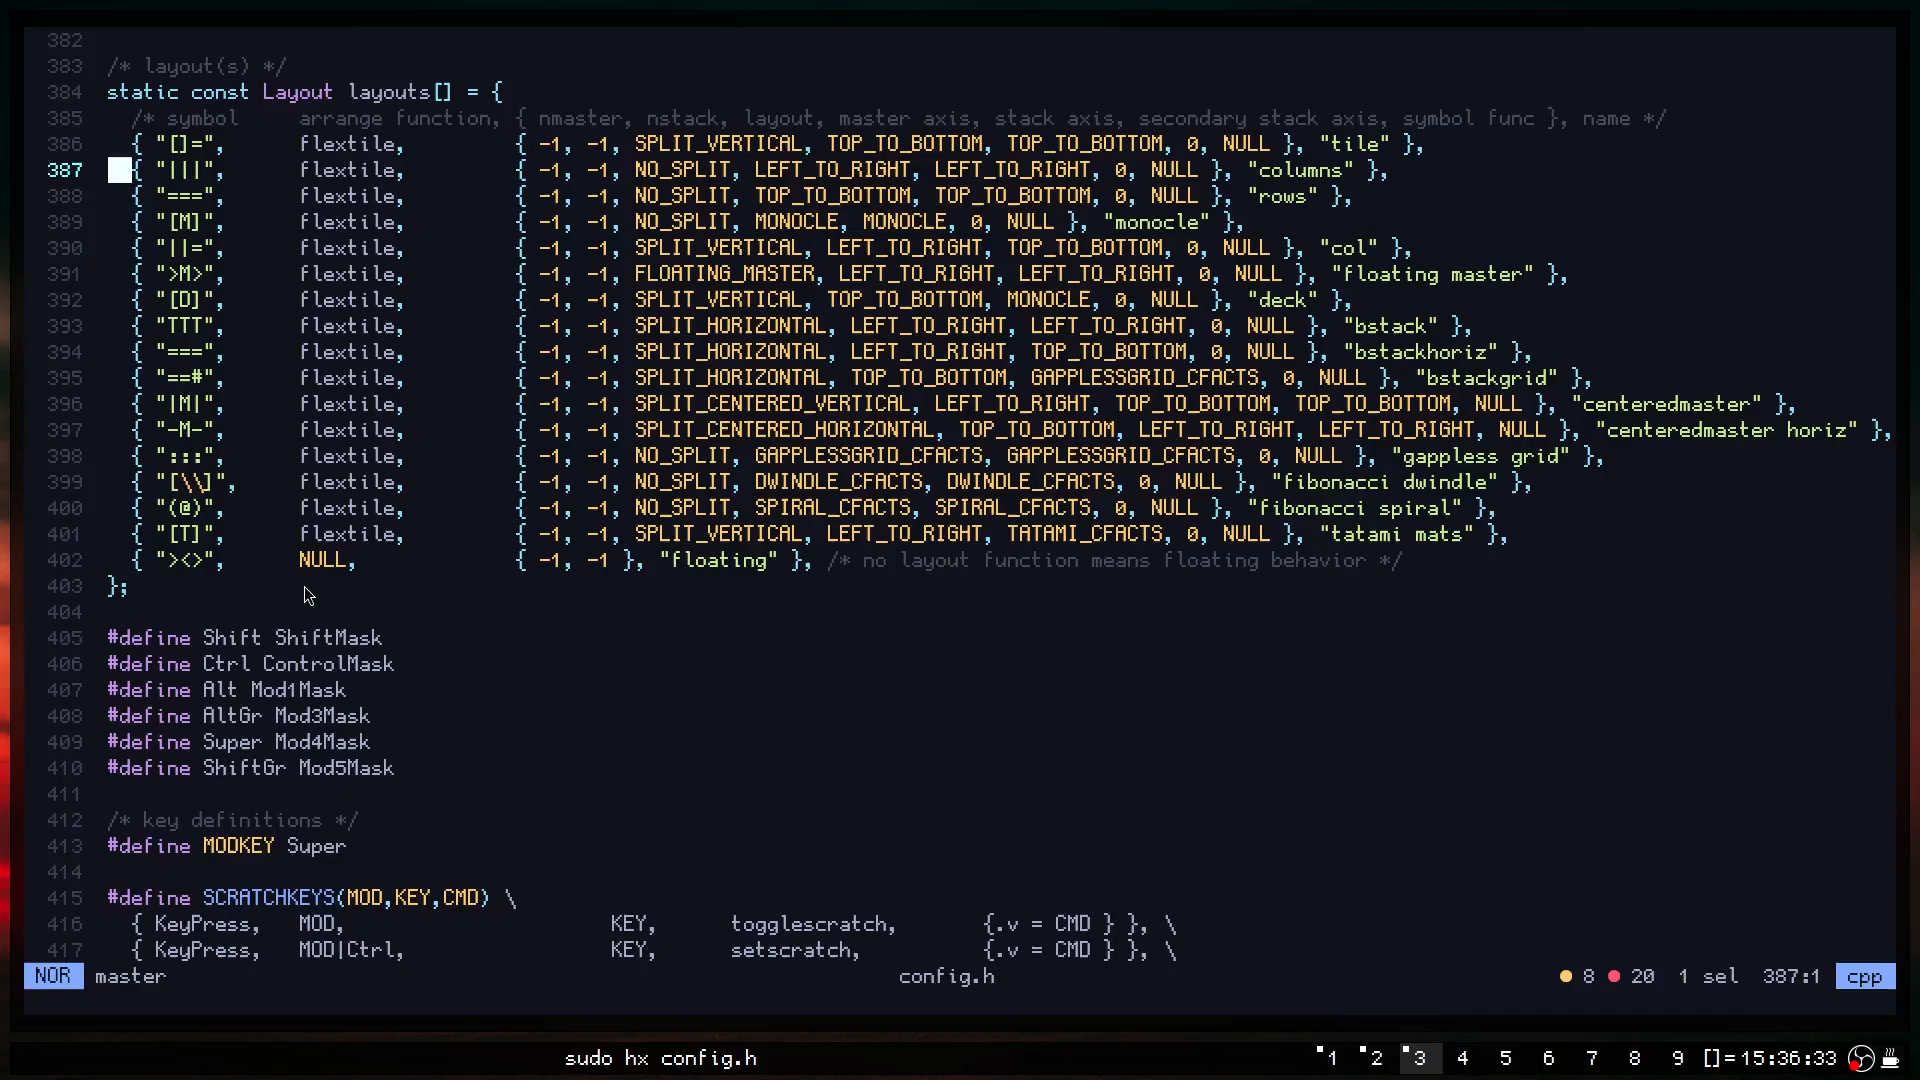 382
383 /* layout(s) */
384 static const Layout layouts[] = {
385   /* symbol     arrange function, { nmaster, nstack, layout, master axis, stack axis, secondary stack axis, symbol func }, name */
386   { "[]=",      flextile,         { -1, -1, SPLIT_VERTICAL, TOP_TO_BOTTOM, TOP_TO_BOTTOM, 0, NULL }, "tile" },
387   { "|||",      flextile,         { -1, -1, NO_SPLIT, LEFT_TO_RIGHT, LEFT_TO_RIGHT, 0, NULL }, "columns" },
388   { "===",      flextile,         { -1, -1, NO_SPLIT, TOP_TO_BOTTOM, TOP_TO_BOTTOM, 0, NULL }, "rows" },
389   { "[M]",      flextile,         { -1, -1, NO_SPLIT, MONOCLE, MONOCLE, 0, NULL }, "monocle" },
390   { "||=",      flextile,         { -1, -1, SPLIT_VERTICAL, LEFT_TO_RIGHT, TOP_TO_BOTTOM, 0, NULL }, "col" },
391   { ">M>",      flextile,         { -1, -1, FLOATING_MASTER, LEFT_TO_RIGHT, LEFT_TO_RIGHT, 0, NULL }, "floating master" },
392   { "[D]",      flextile,         { -1, -1, SPLIT_VERTICAL, TOP_TO_BOTTOM, MONOCLE, 0, NULL }, "deck" },
393   { "TTT",      flextile,         { -1, -1, SPLIT_HORIZONTAL, LEFT_TO_RIGHT, LEFT_TO_RIGHT, 0, NULL }, "bstack" },
394   { "===",      flextile,         { -1, -1, SPLIT_HORIZONTAL, LEFT_TO_RIGHT, TOP_TO_BOTTOM, 0, NULL }, "bstackhoriz" },
395   { "==#",      flextile,         { -1, -1, SPLIT_HORIZONTAL, TOP_TO_BOTTOM, GAPPLESSGRID_CFACTS, 0, NULL }, "bstackgrid" },
396   { "|M|",      flextile,         { -1, -1, SPLIT_CENTERED_VERTICAL, LEFT_TO_RIGHT, TOP_TO_BOTTOM, TOP_TO_BOTTOM, NULL }, "centeredmaster" },
397   { "-M-",      flextile,         { -1, -1, SPLIT_CENTERED_HORIZONTAL, TOP_TO_BOTTOM, LEFT_TO_RIGHT, LEFT_TO_RIGHT, NULL }, "centeredmaster horiz" },
398   { ":::",      flextile,         { -1, -1, NO_SPLIT, GAPPLESSGRID_CFACTS, GAPPLESSGRID_CFACTS, 0, NULL }, "gappless grid" },
399   { "[\\]",     flextile,         { -1, -1, NO_SPLIT, DWINDLE_CFACTS, DWINDLE_CFACTS, 0, NULL }, "fibonacci dwindle" },
400   { "(@)",      flextile,         { -1, -1, NO_SPLIT, SPIRAL_CFACTS, SPIRAL_CFACTS, 0, NULL }, "fibonacci spiral" },
401   { "[T]",      flextile,         { -1, -1, SPLIT_VERTICAL, LEFT_TO_RIGHT, TATAMI_CFACTS, 0, NULL }, "tatami mats" },
402   { "><>",      NULL,             { -1, -1 }, "floating" }, /* no layout function means floating behavior */
403 };
404
405 #define Shift ShiftMask
406 #define Ctrl ControlMask
407 #define Alt Mod1Mask
408 #define AltGr Mod3Mask
409 #define Super Mod4Mask
410 #define ShiftGr Mod5Mask
411
412 /* key definitions */
413 #define MODKEY Super
414
415 #define SCRATCHKEYS(MOD,KEY,CMD) \
416   { KeyPress,   MOD,                      KEY,      togglescratch,       {.v = CMD } }, \
417   { KeyPress,   MOD|Ctrl,                 KEY,      setscratch,          {.v = CMD } }, \
NOR master config.h 8 20 1 sel 387:1 cpp
sudo hx config.h 1 2 3 4 5 6 7 8 9 []= 15:36:33